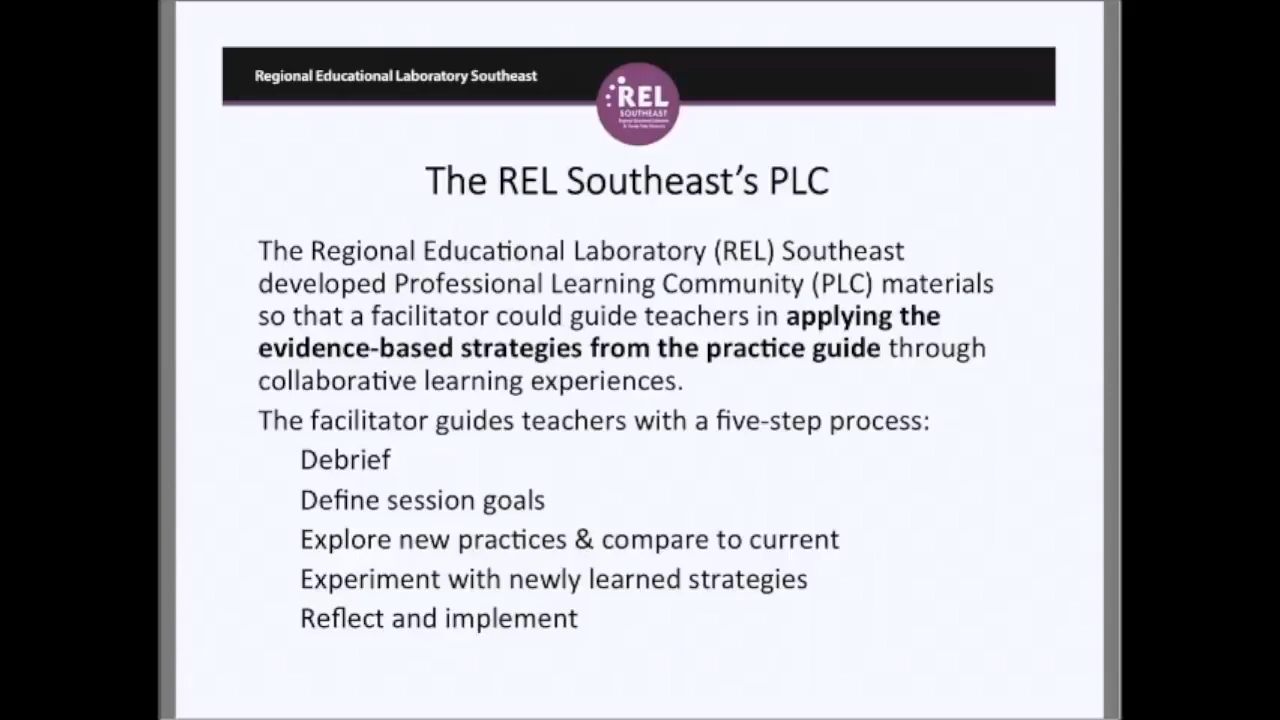 Regional Educational Laboratory Southeast
REL
SOUTHEAST
The REL Southeast’s PLC
The Regional Educational Laboratory (REL) Southeast
developed Professional Learning Community (PLC) materials
so that a facilitator could guide teachers in applying the
evidence-based strategies from the practice guide through
collaborative learning experiences.
The facilitator guides teachers with a five-step process:
Debrief
Define session goals
Explore new practices & compare to current
Experiment with newly learned strategies
Reflect and implement